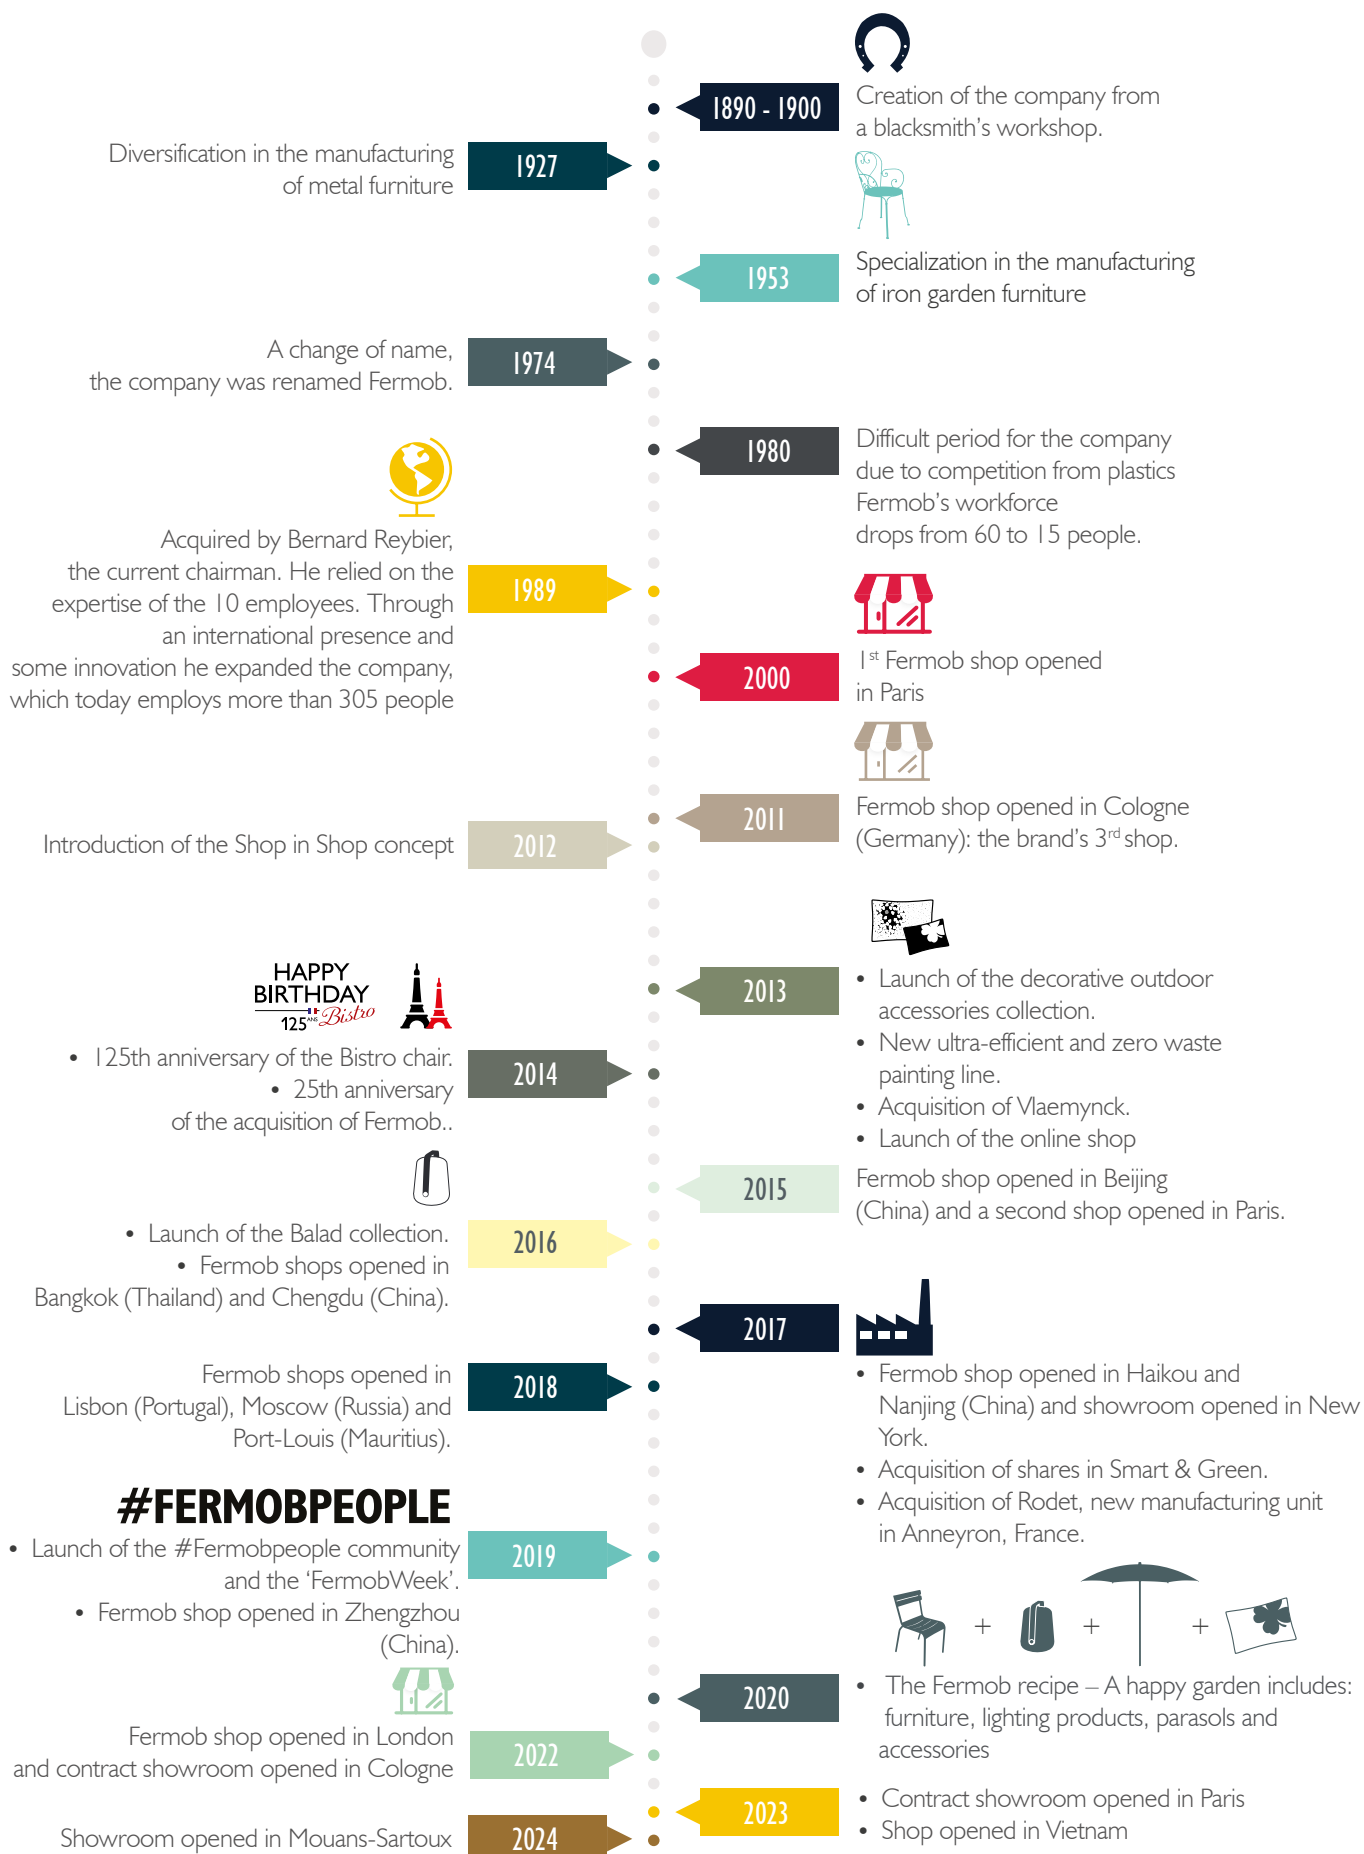 1890 - 1900
Creation of the company from
a blacksmith's workshop.
Diversification in the manufacturing
of metal furniture
1927
1953
Specialization in the manufacturing
of iron garden furniture
A change of name,
the company was renamed Fermob.
1974
1980
Difficult period for the company
due to competition from plastics
Fermob's workforce
drops from 60 to 15 people.
Acquired by Bernard Reybier,
the current chairman. He relied on the
expertise of the 10 employees. Through
an international presence and
some innovation he expanded the company,
which today employs more than 305 people
1989
2000
1st Fermob shop opened
in Paris
2011
Fermob shop opened in Cologne
(Germany): the brand's 3rd shop.
Introduction of the Shop in Shop concept
2012
2013
• Launch of the decorative outdoor
accessories collection.
• New ultra-efficient and zero waste
painting line.
• Acquisition of Vlaemynck.
• Launch of the online shop
HAPPY
BIRTHDAY
125 ANS Bistro
• 125th anniversary of the Bistro chair.
• 25th anniversary
of the acquisition of Fermob..
2014
2015
Fermob shop opened in Beijing
(China) and a second shop opened in Paris.
• Launch of the Balad collection.
• Fermob shops opened in
Bangkok (Thailand) and Chengdu (China).
2016
2017
• Fermob shop opened in Haikou and
Nanjing (China) and showroom opened in New
York.
• Acquisition of shares in Smart & Green.
• Acquisition of Rodet, new manufacturing unit
in Anneyron, France.
Fermob shops opened in
Lisbon (Portugal), Moscow (Russia) and
Port-Louis (Mauritius).
2018
#FERMOBPEOPLE
• Launch of the #Fermobpeople community
and the 'FermobWeek'.
• Fermob shop opened in Zhengzhou
(China).
2019
+ + +
2020
• The Fermob recipe – A happy garden includes:
furniture, lighting products, parasols and
accessories
Fermob shop opened in London
and contract showroom opened in Cologne
2022
2023
• Contract showroom opened in Paris
• Shop opened in Vietnam
Showroom opened in Mouans-Sartoux
2024